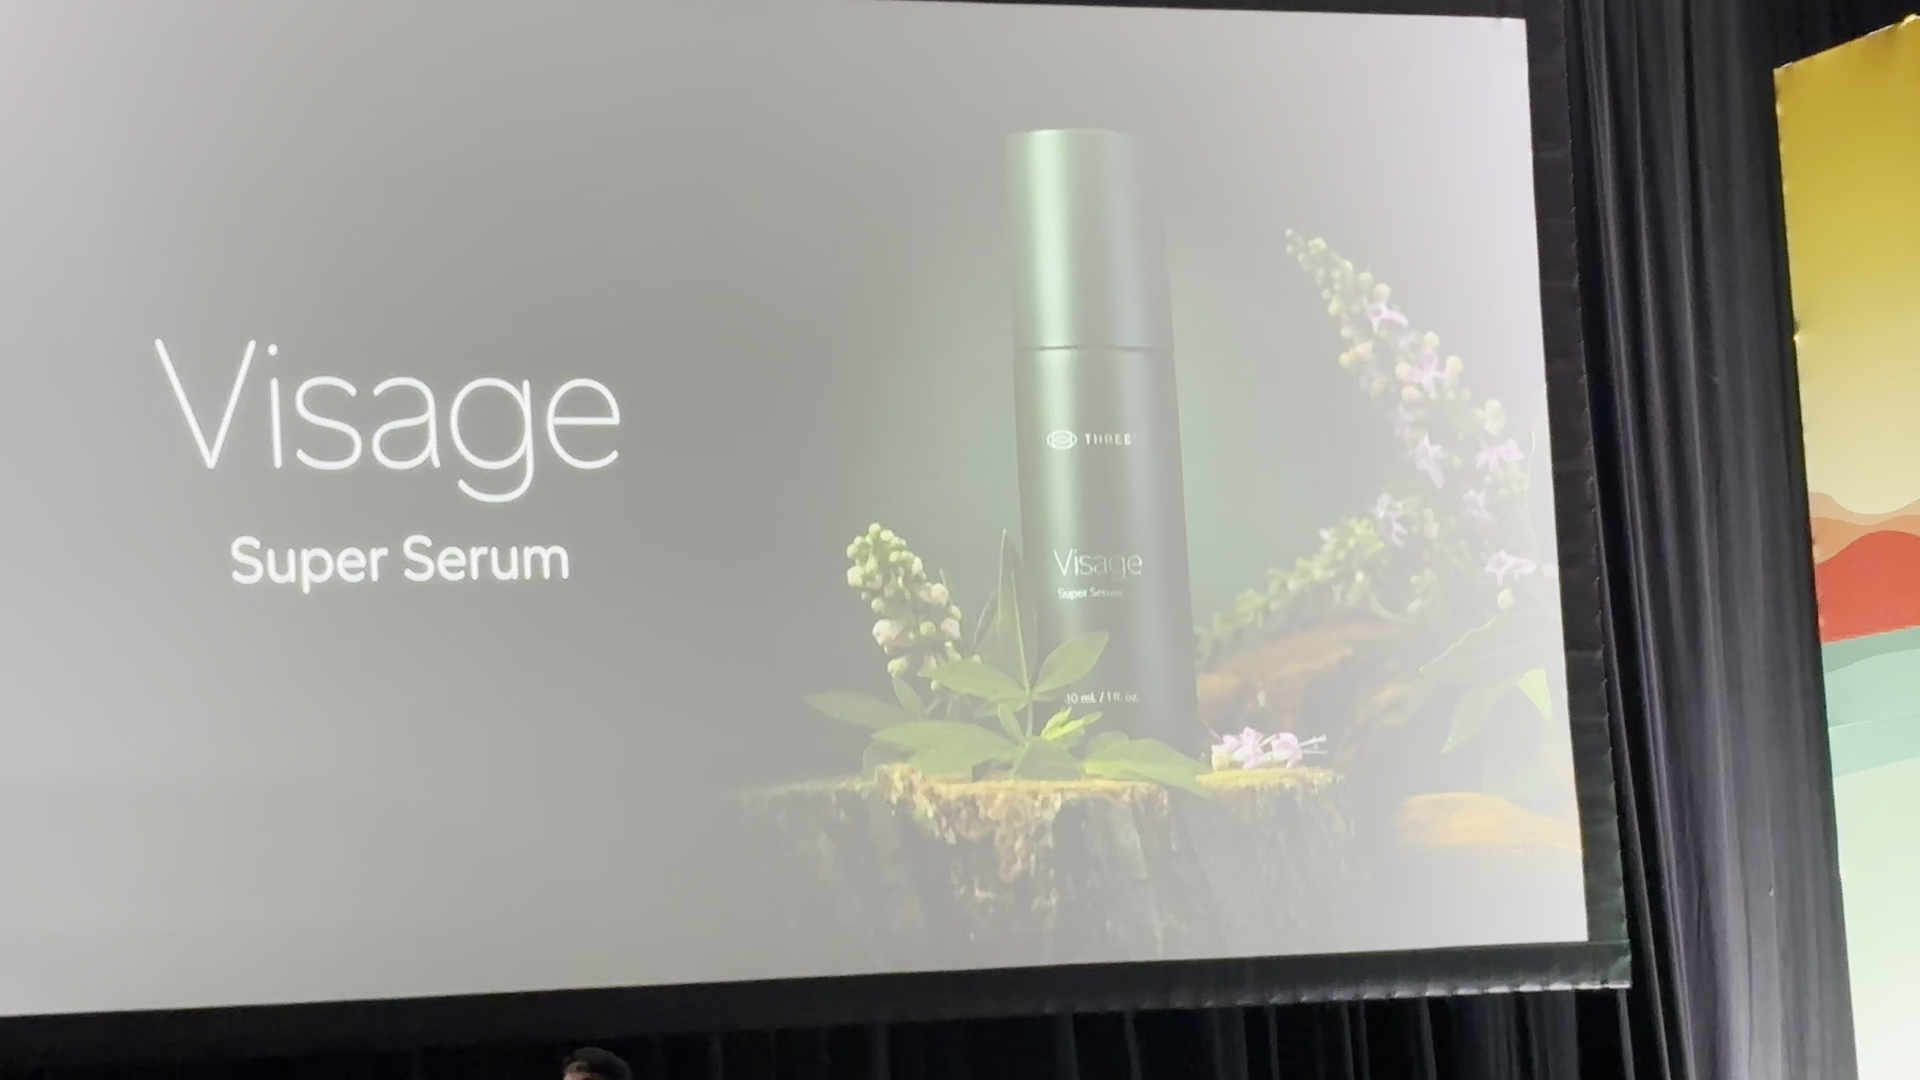 Visage
Super Serum
THREE
Visage
Super Serum
30 mL / 1 fl. oz.